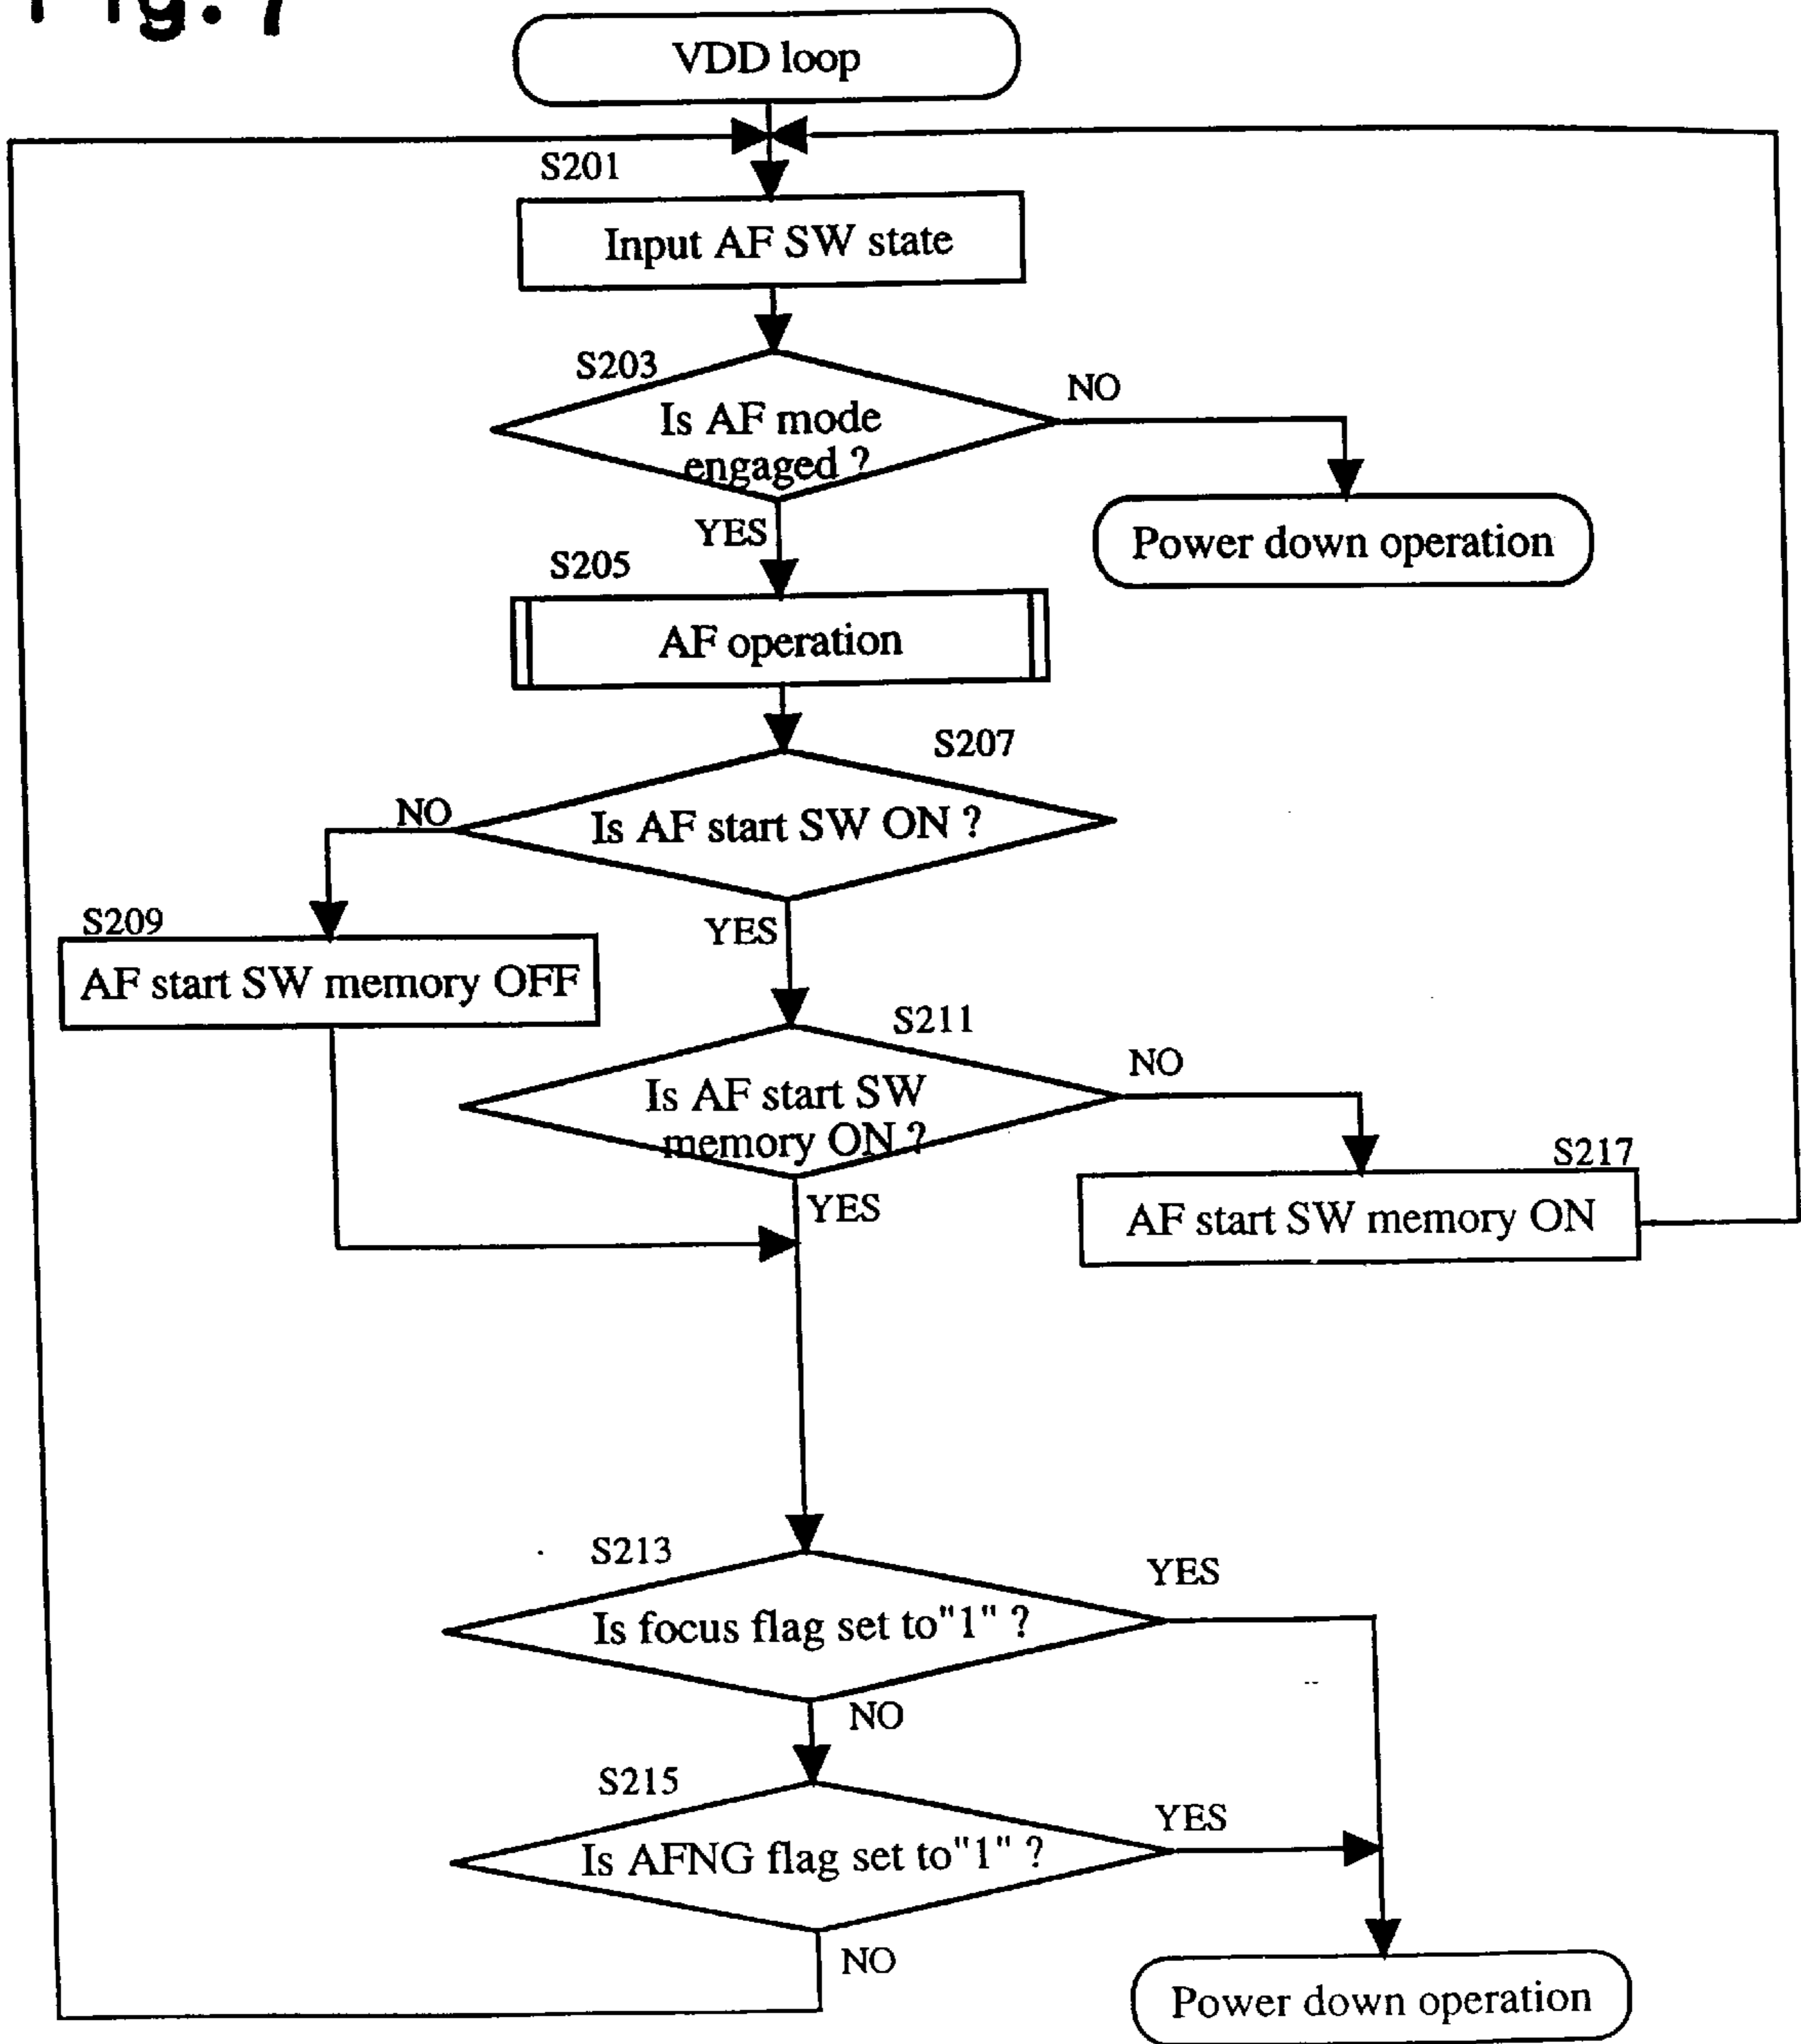 Fig. 7
VDD loop
S201
Input AF SW state
S203
Is AF mode
engaged ?
NO
YES
Power down operation
S205
AF operation
S207
Is AF start SW ON ?
NO
YES
S209
AF start SW memory OFF
S211
Is AF start SW
memory ON ?
NO
YES
S217
AF start SW memory ON
S213
Is focus flag set to"1" ?
YES
NO
S215
Is AFNG flag set to"1" ?
YES
NO
Power down operation